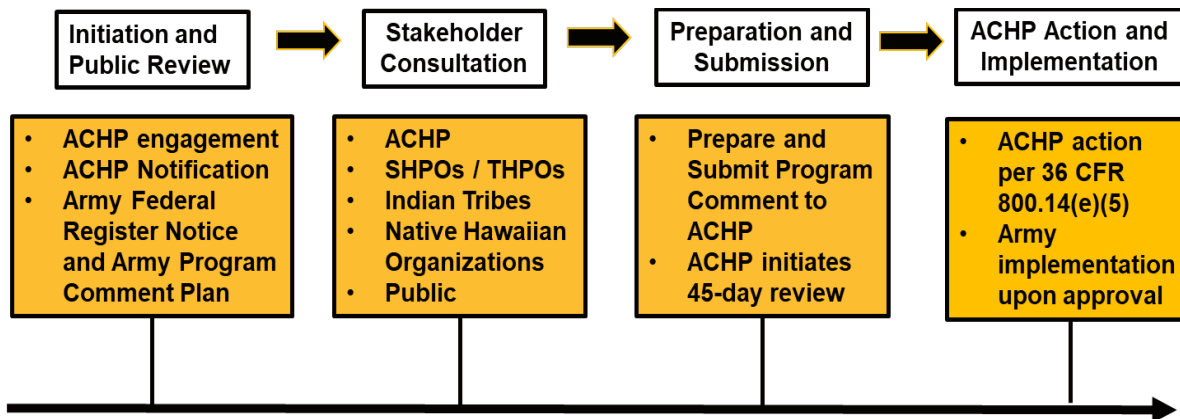 Initiation and
Public Review
Stakeholder
Consultation
Preparation and
Submission
ACHP Action and
Implementation
• ACHP engagement
• ACHP Notification
• Army Federal
Register Notice
and Army Program
Comment Plan
• ACHP
• SHPOs / THPOs
• Indian Tribes
• Native Hawaiian
Organizations
• Public
• Prepare and
Submit Program
Comment to
ACHP
• ACHP initiates
45-day review
• ACHP action
per 36 CFR
800.14(e)(5)
• Army
implementation
upon approval